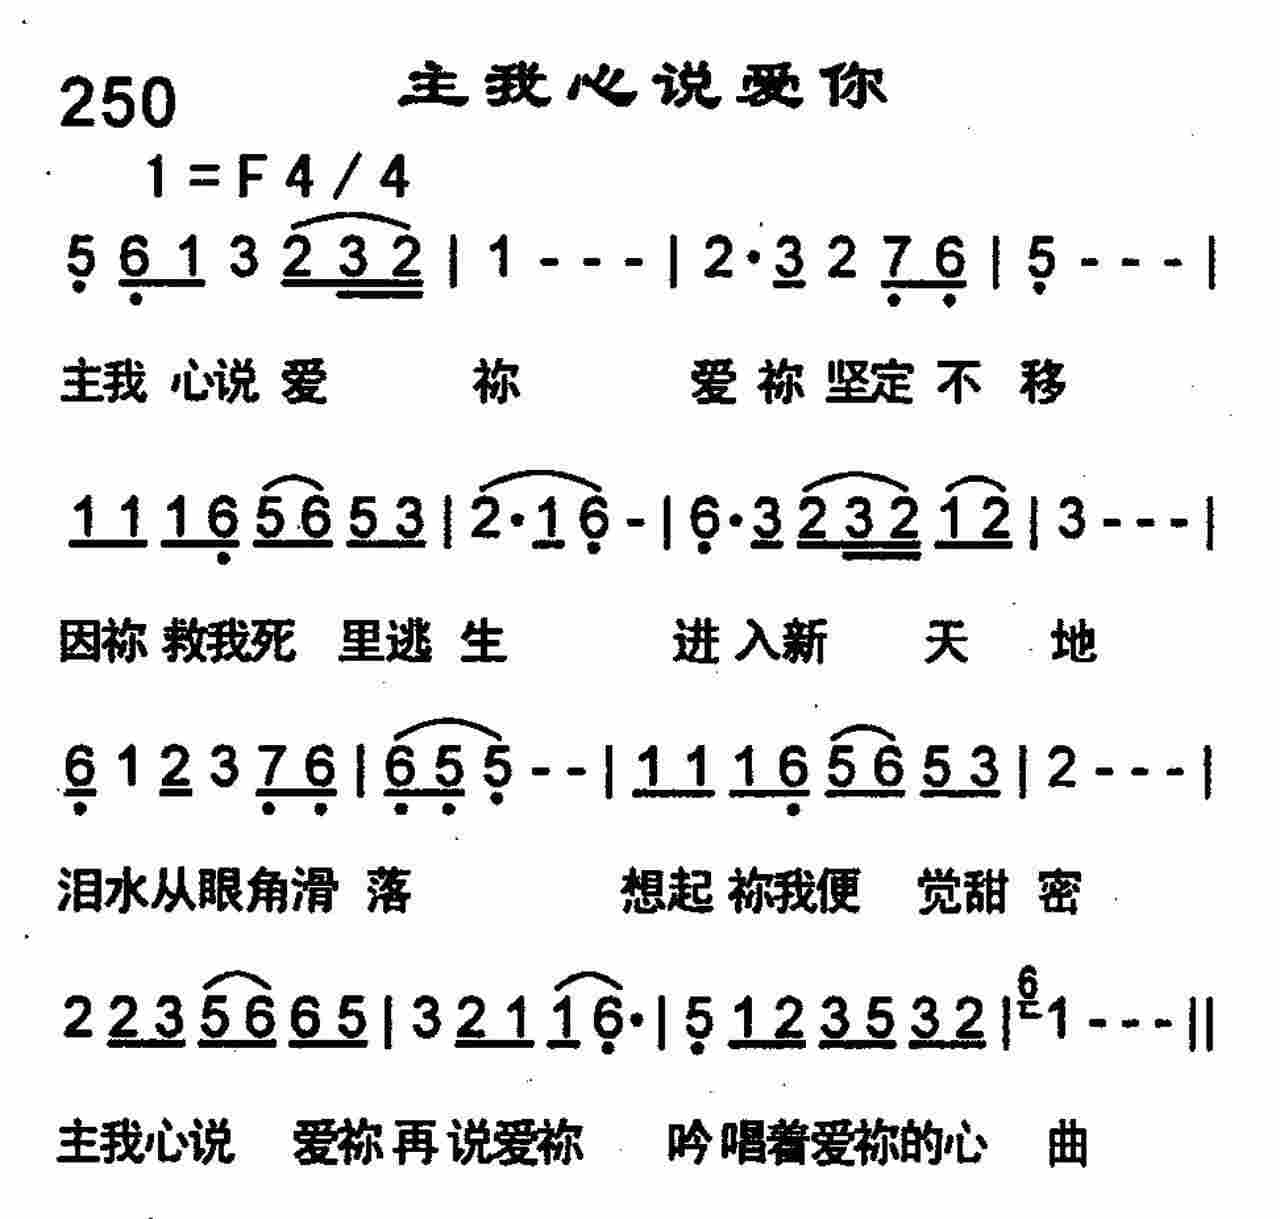 250
主我心说爱你
1=F 4/4
5 6 1 3 2 3 2 | 1 - - - | 2·3 2 7 6 | 5 - - - |
主我 心说 爱 祢 爱 祢 坚定 不 移
1 1 1 6 5 6 5 3 | 2·1 6 - | 6·3 2 3 2 1 2 | 3 - - - |
因祢 救我死 里逃 生 进 入新 天 地
6 1 2 3 7 6 | 6 5 5 - - | 1 1 1 6 5 6 5 3 | 2 - - - |
泪水从眼角滑 落 想起 祢我便 觉甜 密
2 2 3 5 6 6 5 | 3 2 1 1 6· | 5 1 2 3 5 3 2 | 6 1 - - - ||
主我心说 爱祢 再 说爱祢 吟 唱着爱祢的心 曲